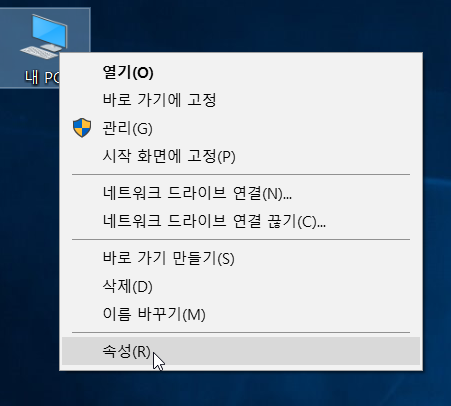 내 PC
열기(O)
바로 가기에 고정
관리(G)
시작 화면에 고정(P)
네트워크 드라이브 연결(N)...
네트워크 드라이브 연결 끊기(C)...
바로 가기 만들기(S)
삭제(D)
이름 바꾸기(M)
속성(R)